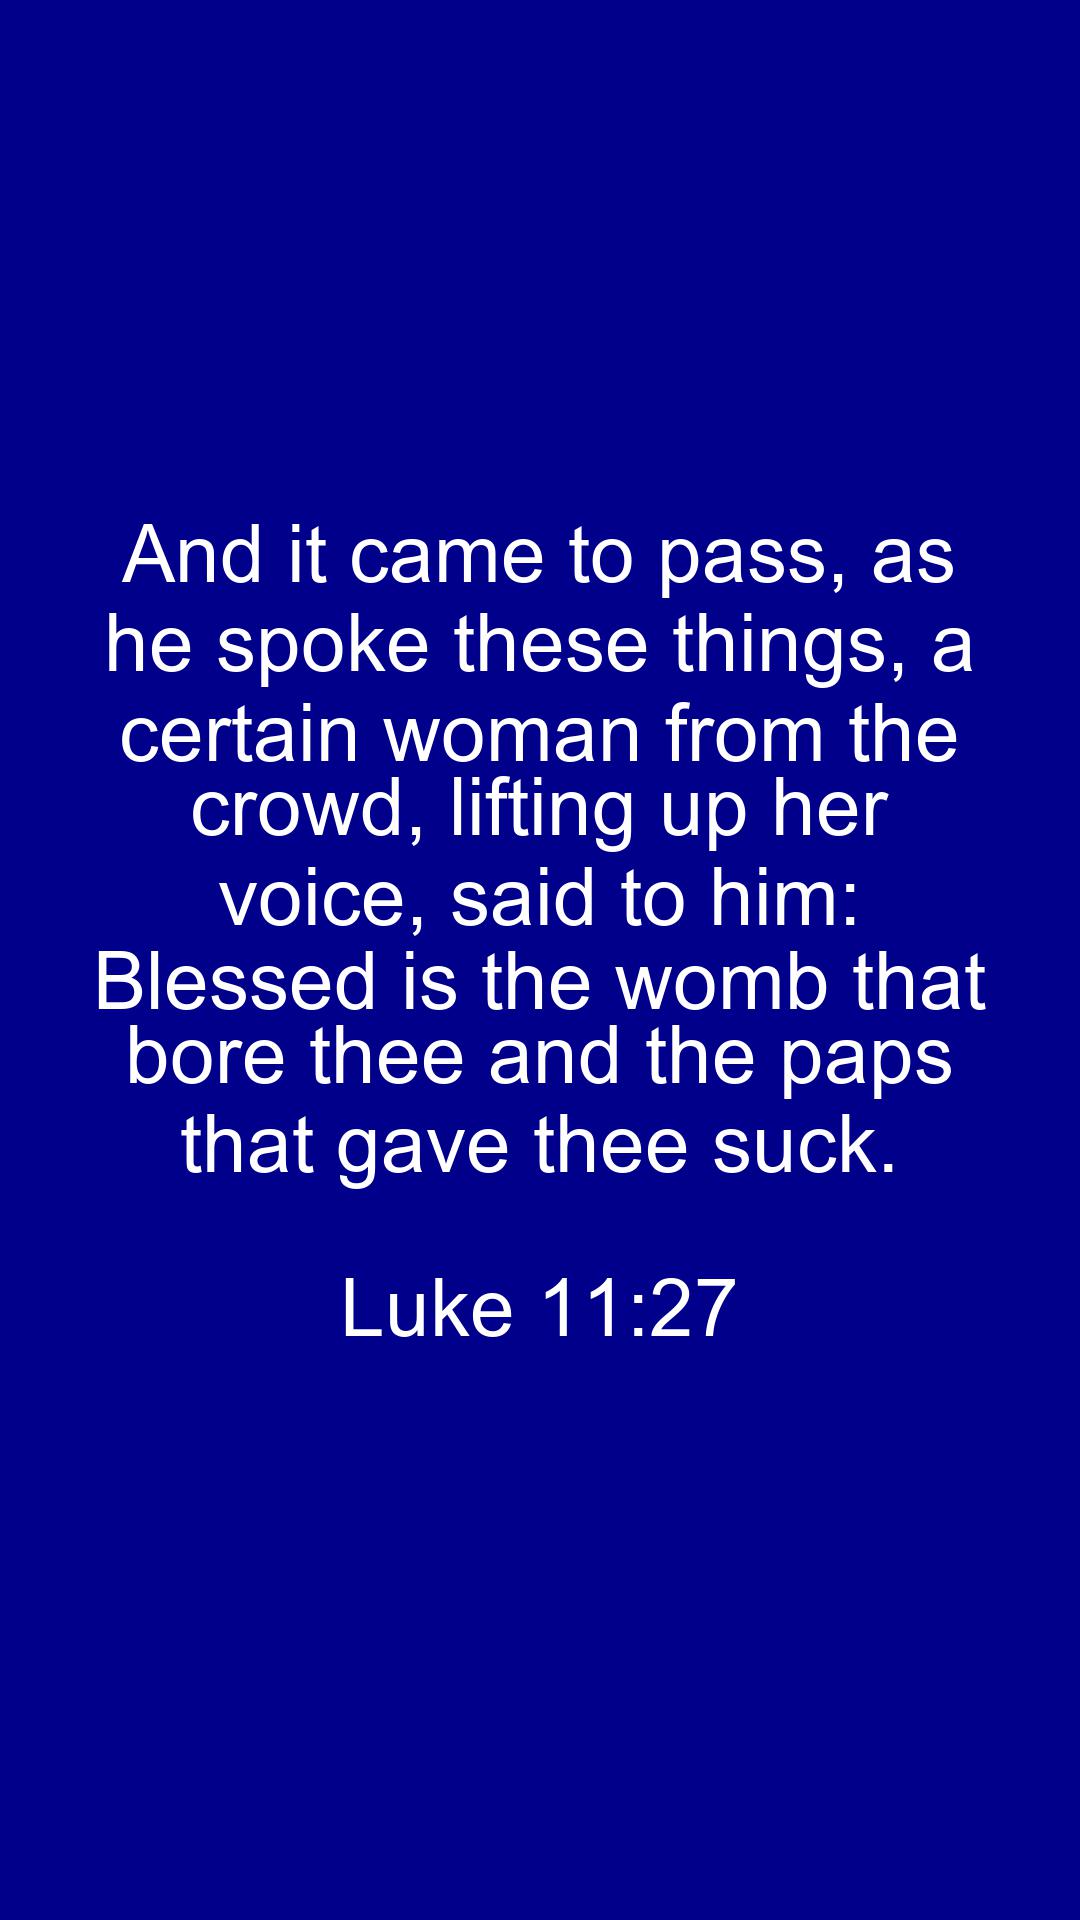 And it came to pass, as
he spoke these things, a
certain woman from the
crowd, lifting up her
voice, said to him:
Blessed is the womb that
bore thee and the paps
that gave thee suck.
Luke 11:27